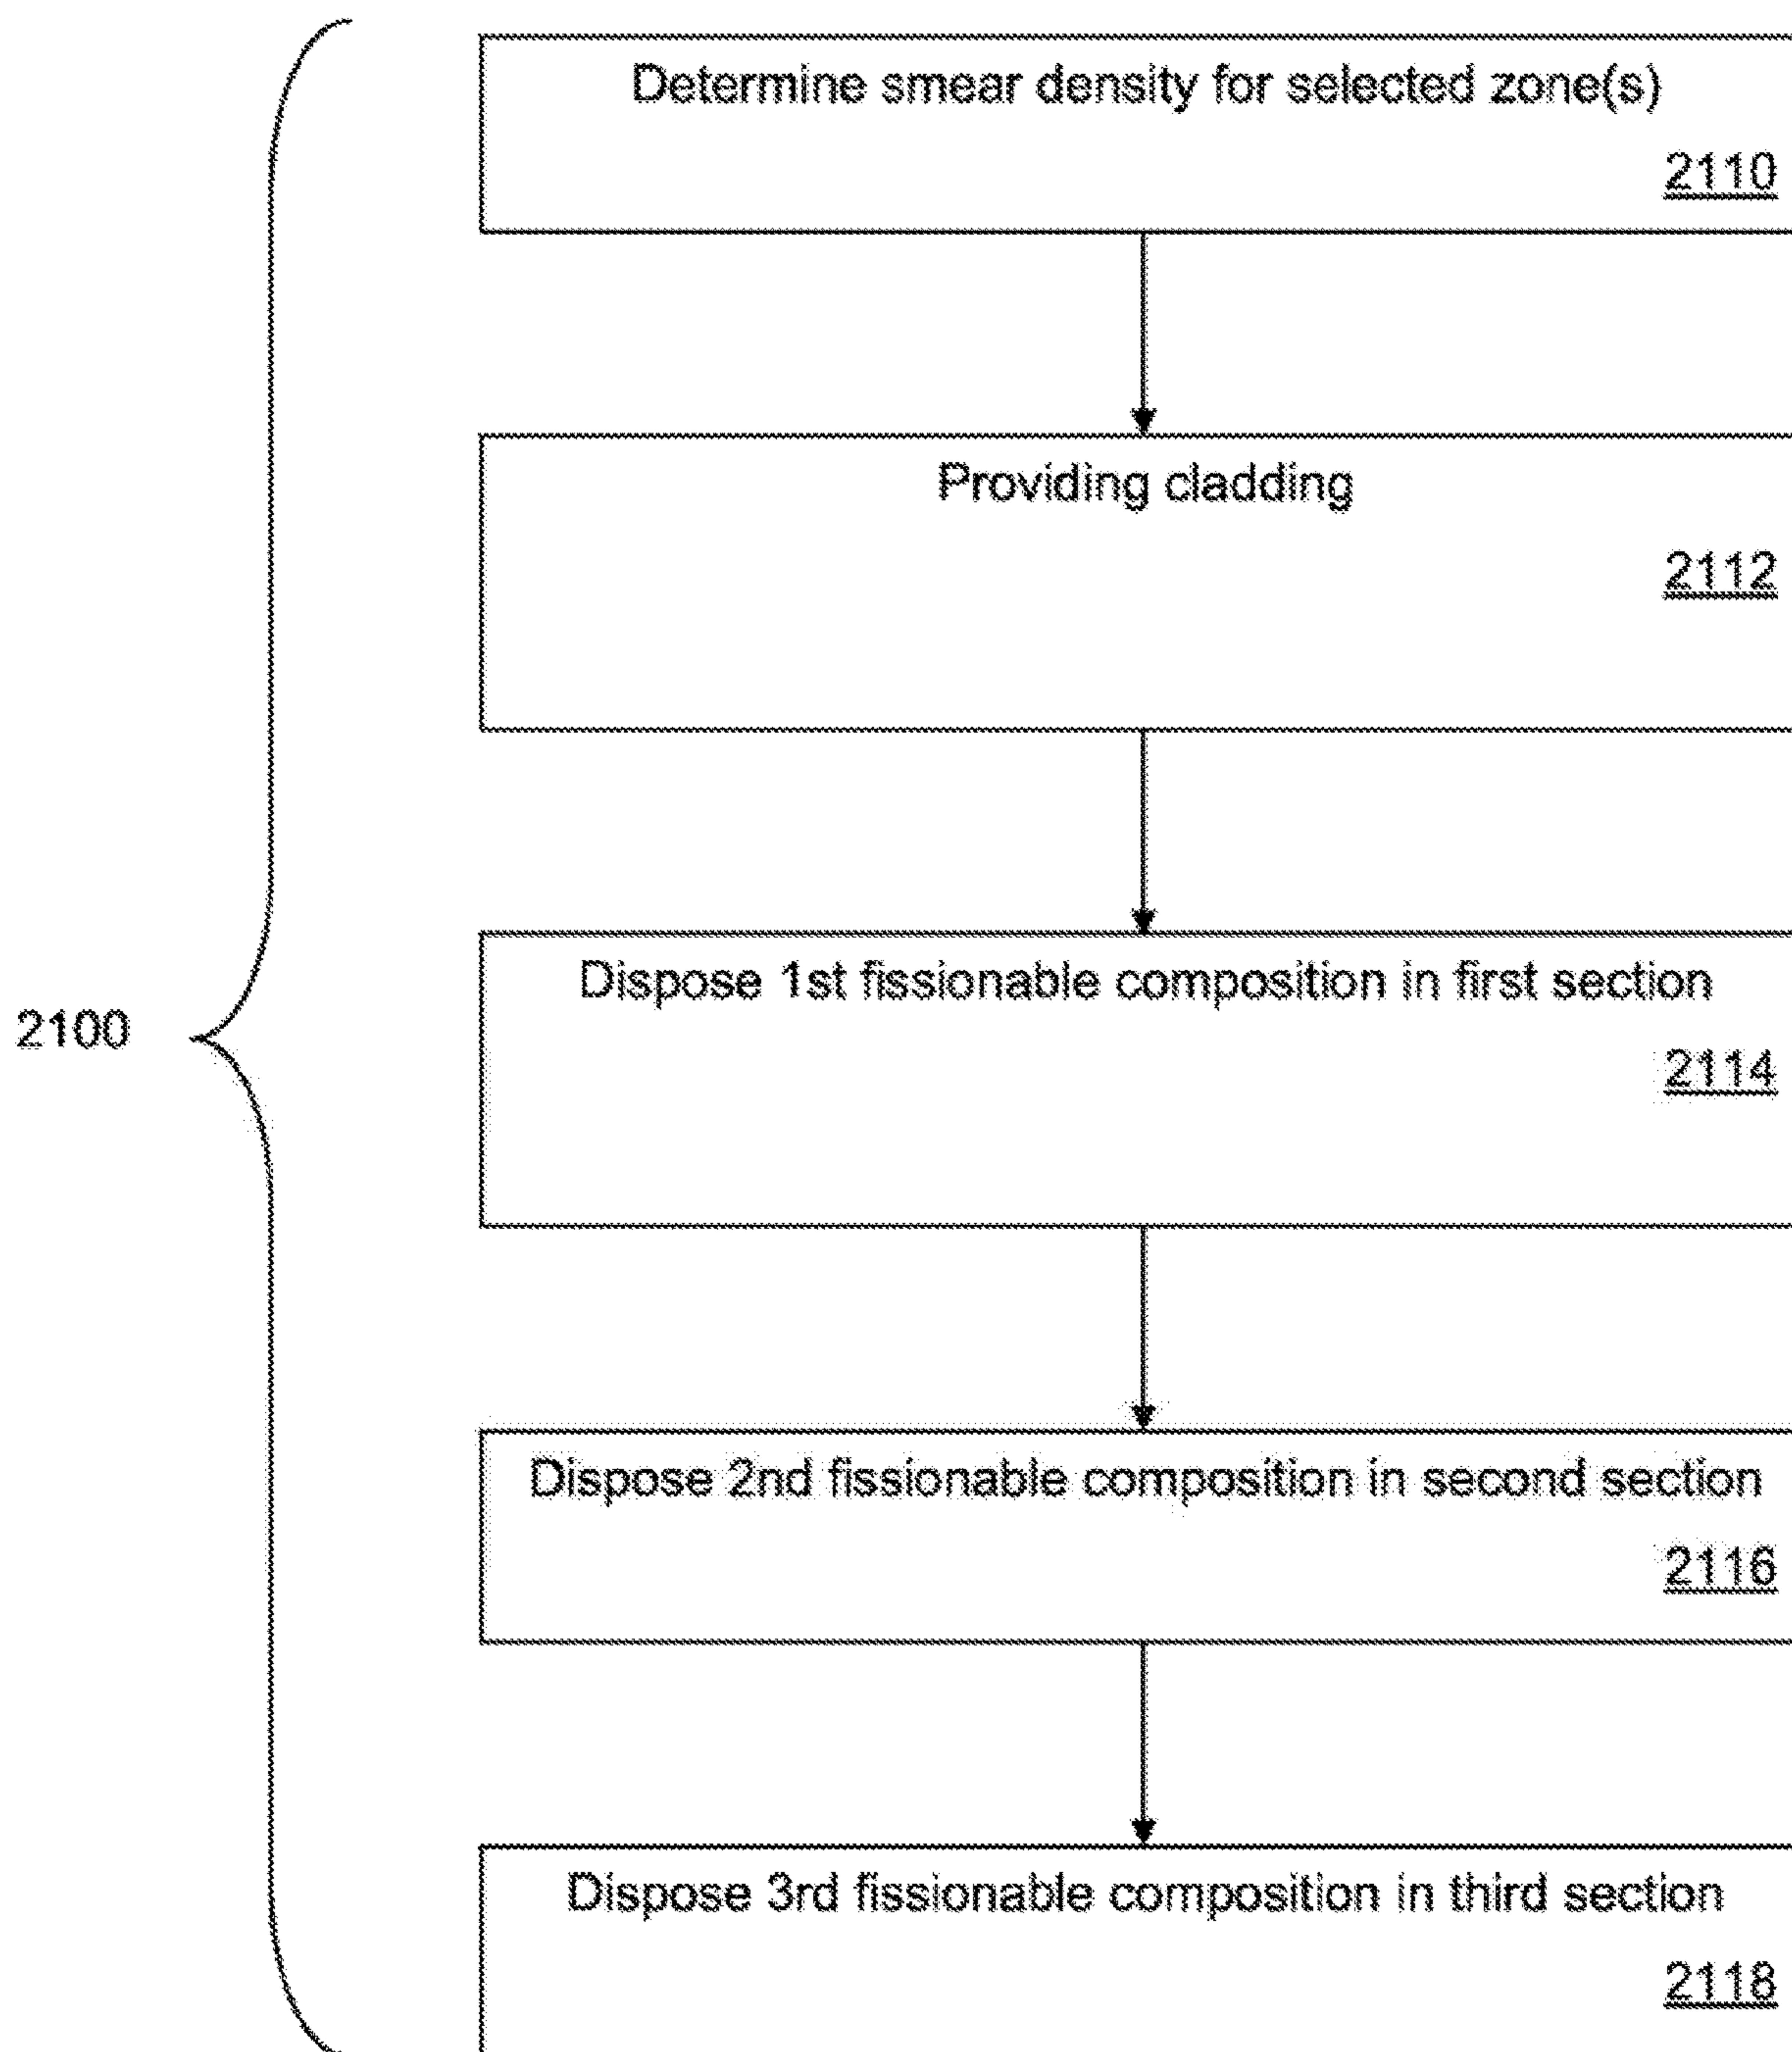 Determine smear density for selected zone(s)
2110
Providing cladding
2112
Dispose 1st fissionable composition in first section
2114
2100
Dispose 2nd fissionable composition in second section
2116
Dispose 3rd fissionable composition in third section
2118